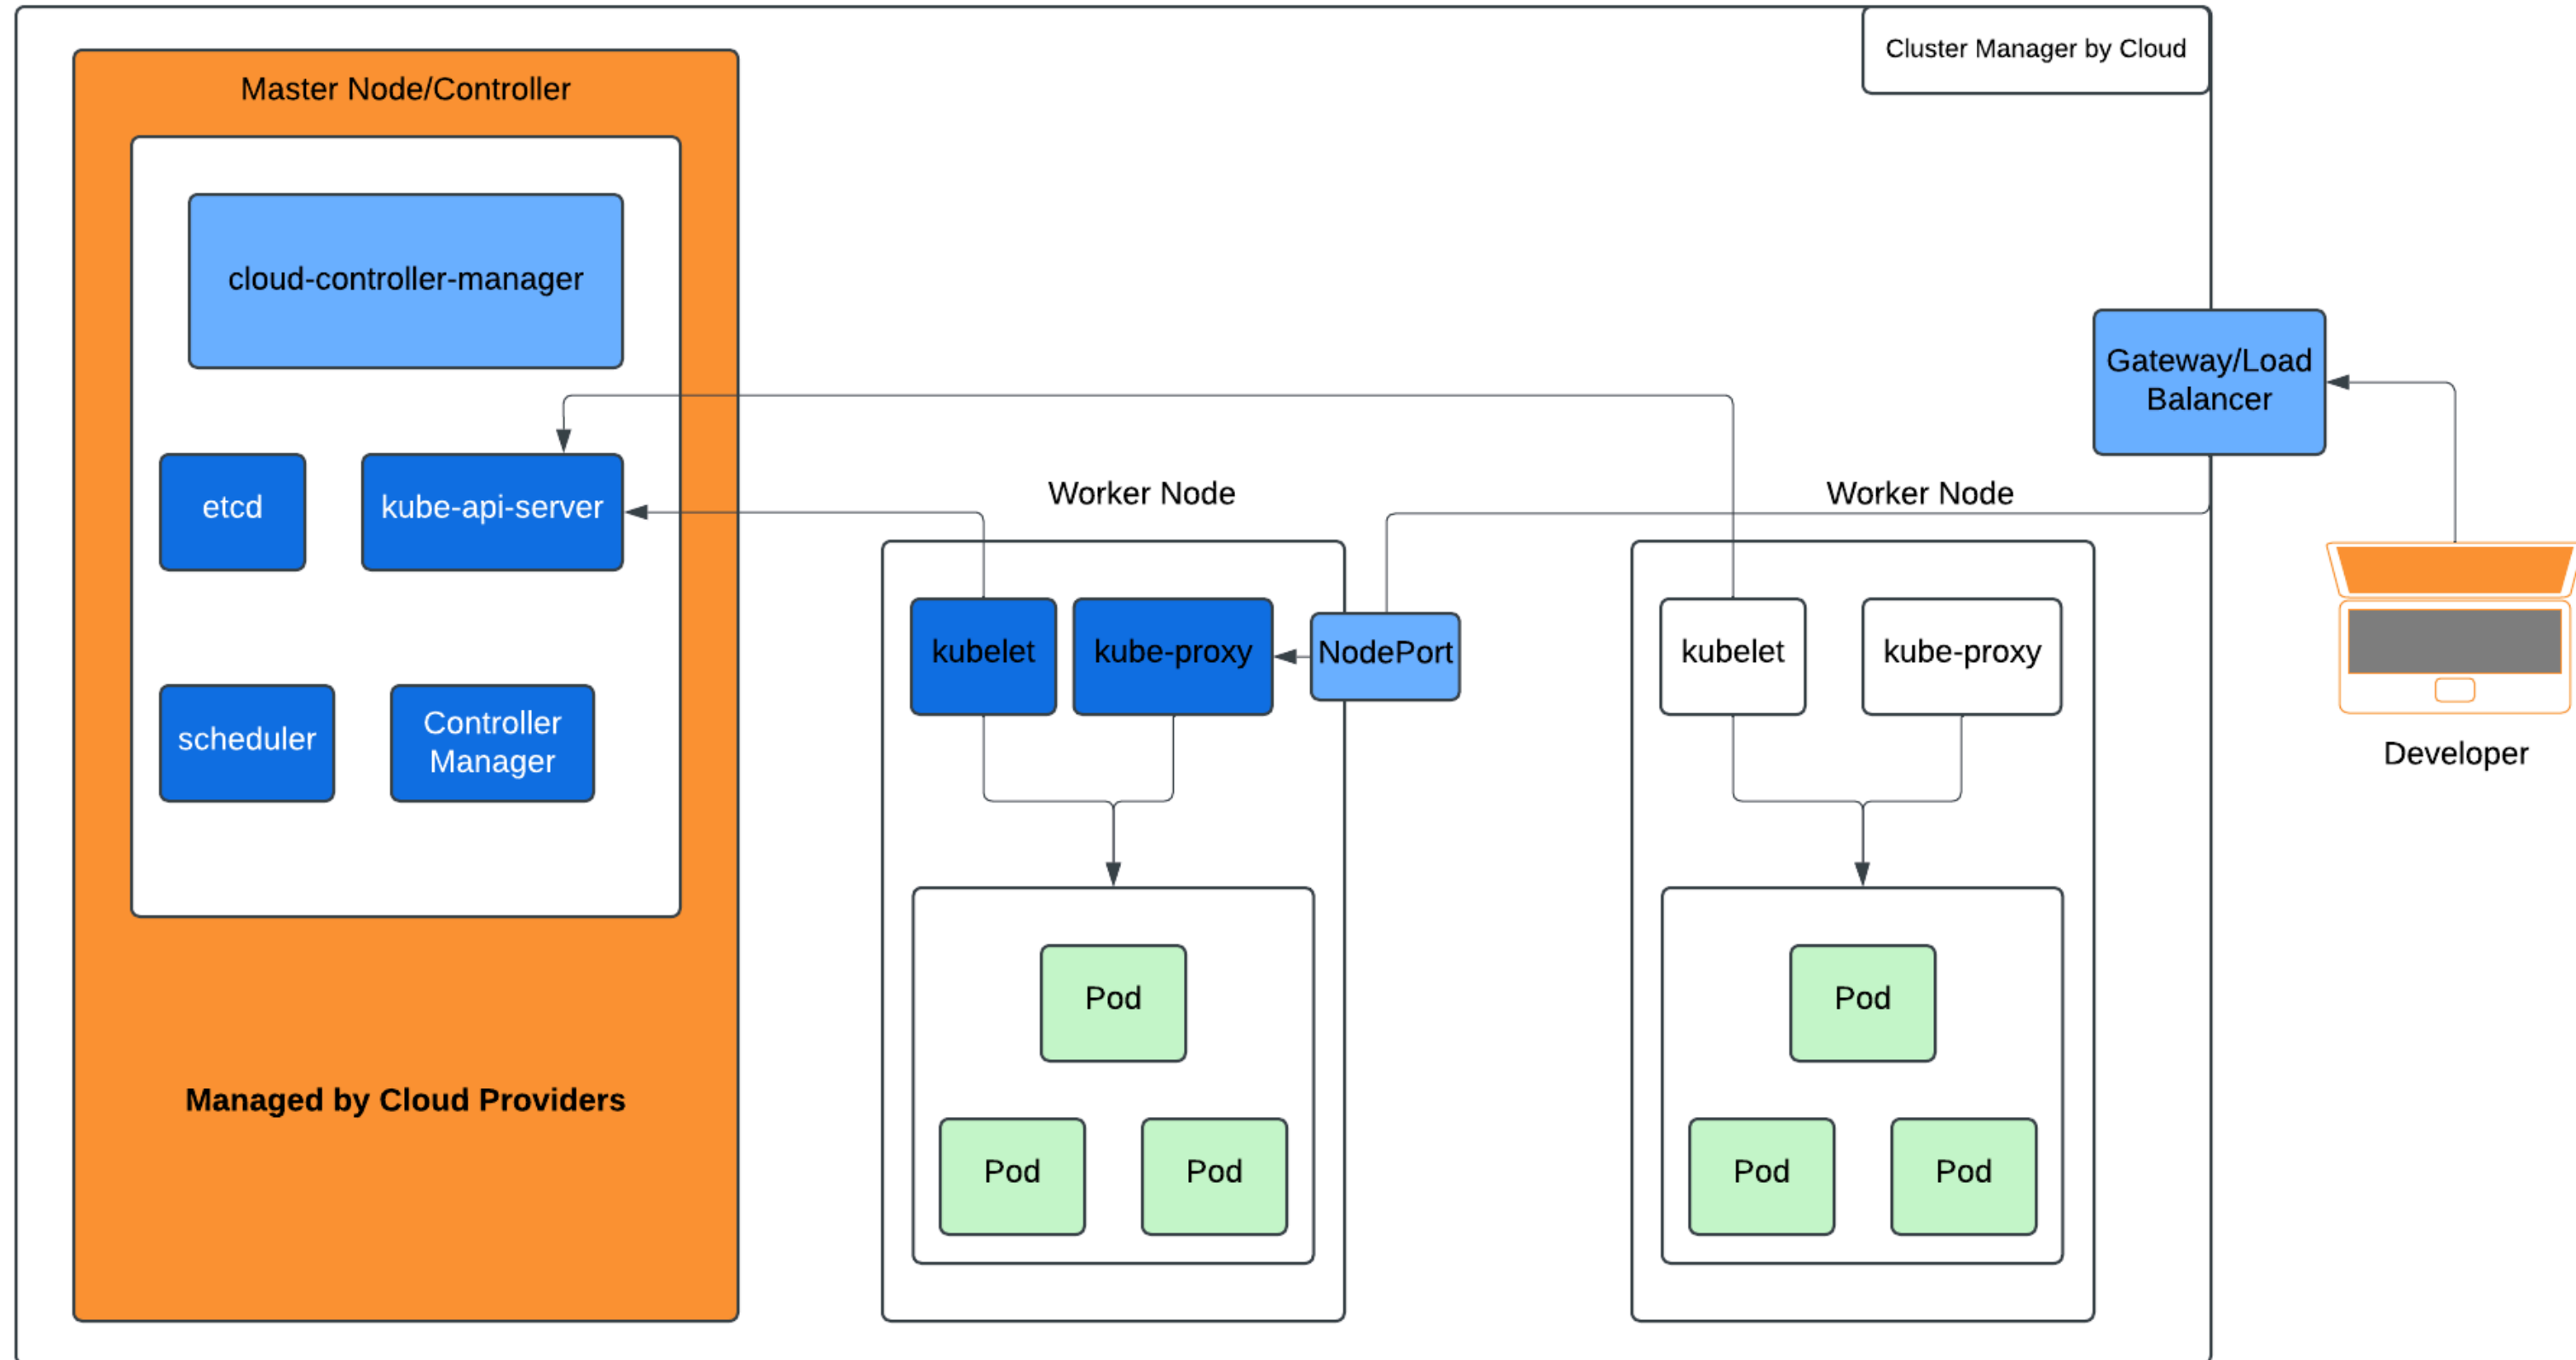 Cluster Manager by Cloud
Master Node/Controller
cloud-controller-manager
Gateway/Load
Balancer
etcd
kube-api-server
Worker Node
Worker Node
kubelet
kube-proxy
NodePort
kubelet
kube-proxy
scheduler
Controller
Manager
Developer
Pod
Pod
Managed by Cloud Providers
Pod
Pod
Pod
Pod